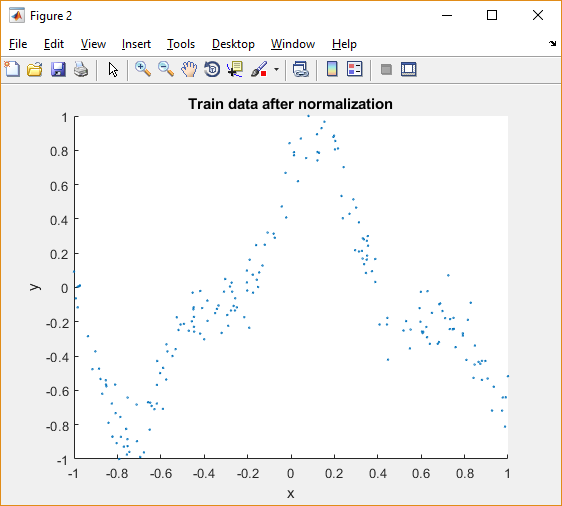 Figure 2
File Edit View Insert Tools Desktop Window Help
Train data after normalization
1
0.8
0.6
0.4
0.2
0
-0.2
-0.4
-0.6
-0.8
-1
y
-1 -0.8 -0.6 -0.4 -0.2 0 0.2 0.4 0.6 0.8 1
x